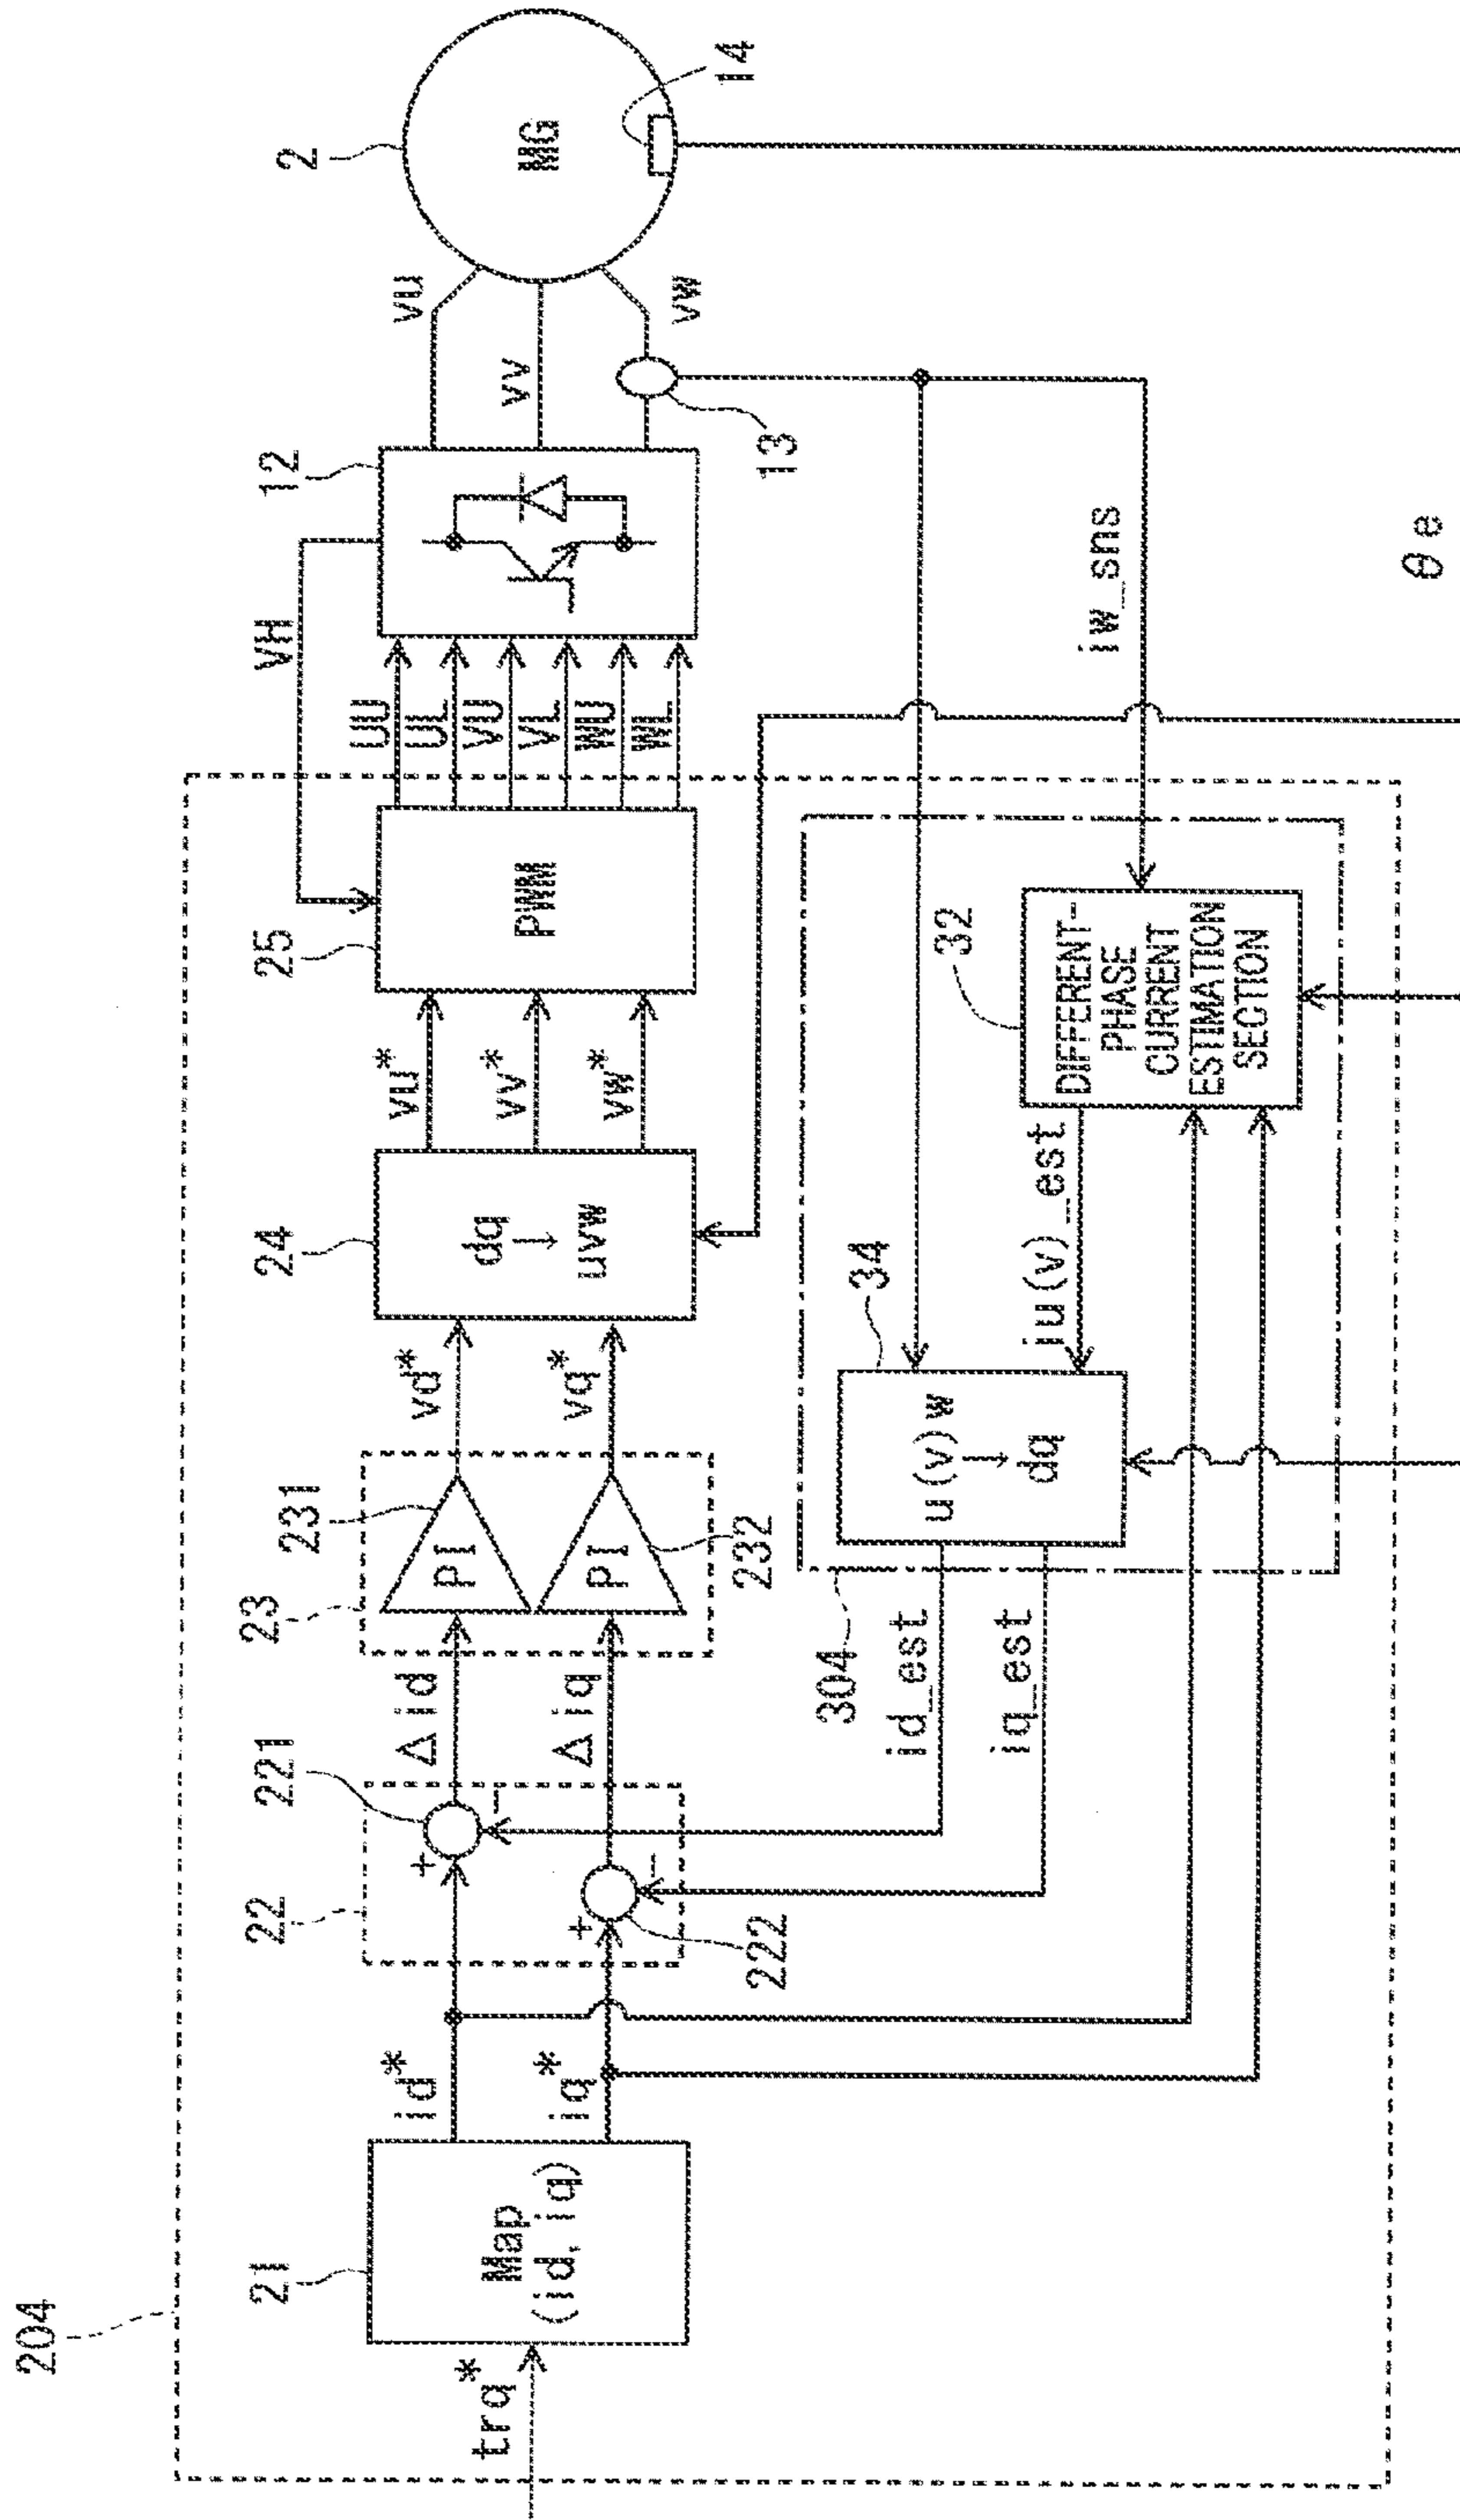 204
trq*
21
Map
(id, iq)
id*
iq*
22
221
+
-
222
+
-
Δid
Δiq
23
231
PI
PI
232
vd*
vq*
24
dq
↓
uvw
vu*
vv*
vw*
25
PWM
VH
UU
UL
VU
VL
WU
WL
12
vu
vv
vw
13
2
MG
14
304
id_est
iq_est
34
u(v)w
↓
dq
iu(v)_est
32
DIFFERENT-
PHASE
CURRENT
ESTIMATION
SECTION
iw_sns
θe